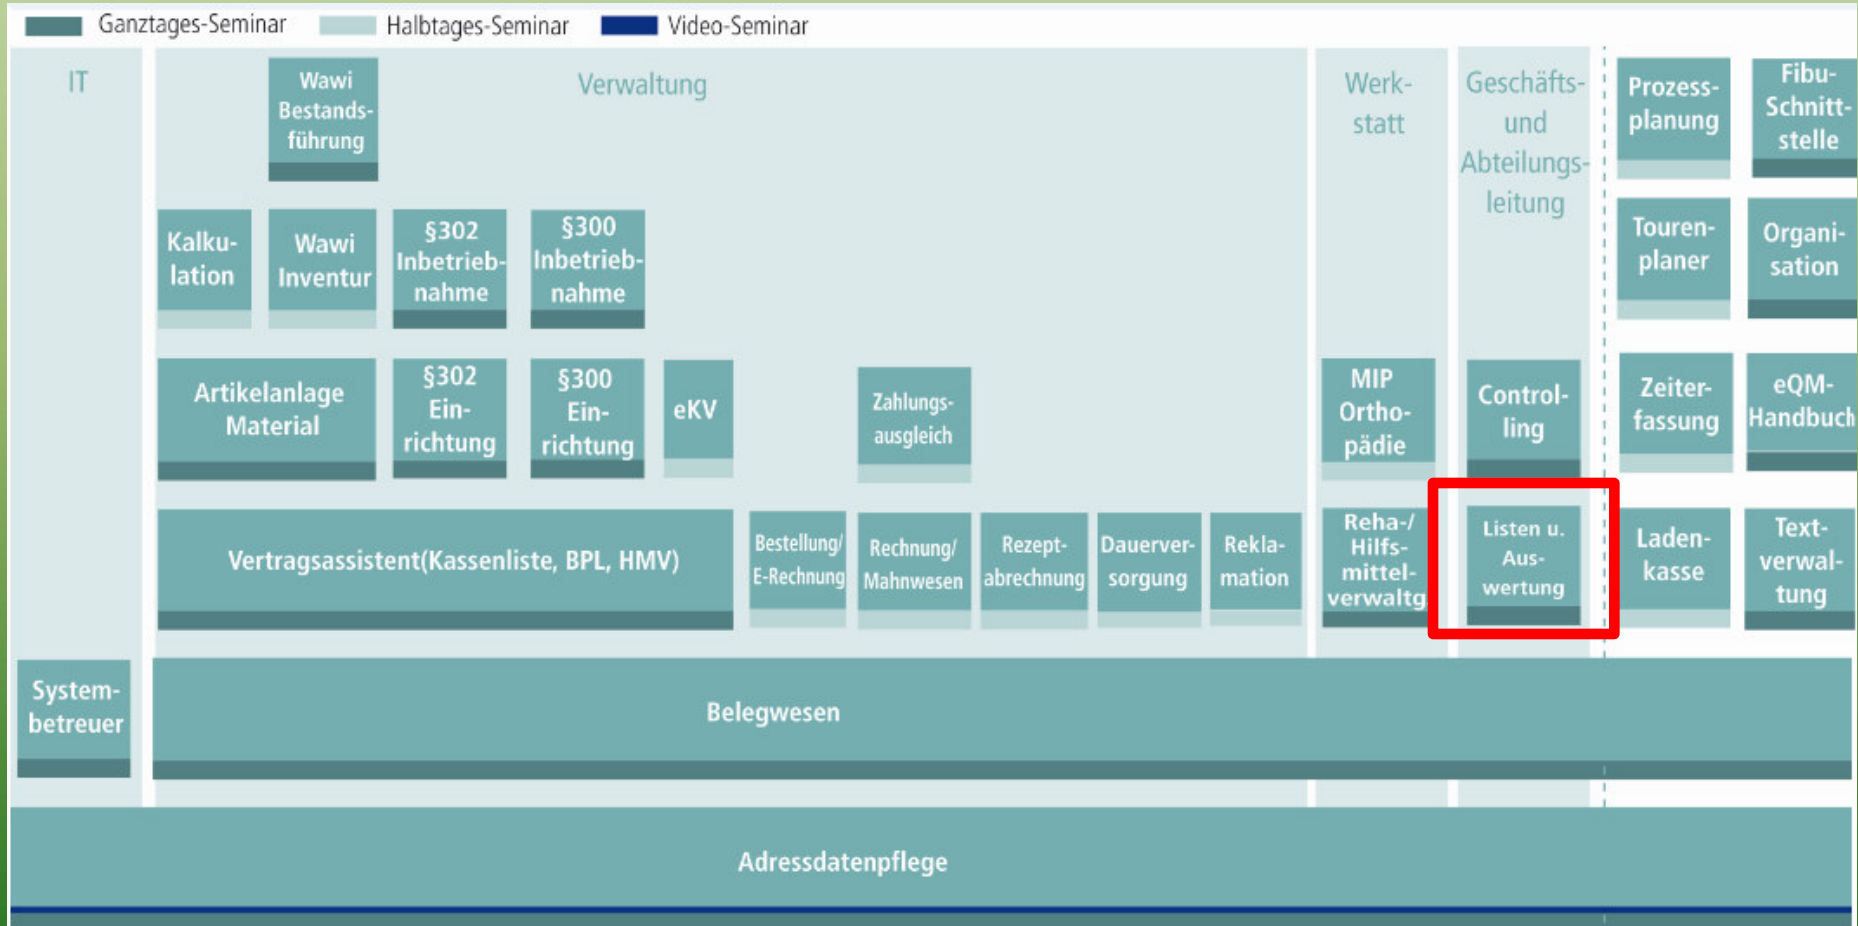 Ganztages-Seminar
Halbtages-Seminar
Video-Seminar
IT
Wawi
Bestands-
führung
Verwaltung
Werk-
statt
Geschäfts-
und
Abteilungs-
leitung
Prozess-
planung
Fibu-
Schnitt-
stelle
Kalku-
lation
Wawi
Inventur
§302
Inbetrieb-
nahme
§300
Inbetrieb-
nahme
Touren-
planer
Organi-
sation
Artikelanlage
Material
§302
Ein-
richtung
§300
Ein-
richtung
eKV
Zahlungs-
ausgleich
MIP
Ortho-
pädie
Control-
ling
Zeiter-
fassung
eQM-
Handbuch
Vertragsassistent(Kassenliste, BPL, HMV)
Bestellung/
E-Rechnung
Rechnung/
Mahnwesen
Rezept-
abrechnung
Dauerver-
sorgung
Rekla-
mation
Reha-/
Hilfs-
mittel-
verwaltg
Listen u.
Aus-
wertung
Laden-
kasse
Text-
verwal-
tung
System-
betreuer
Belegwesen
Adressdatenpflege